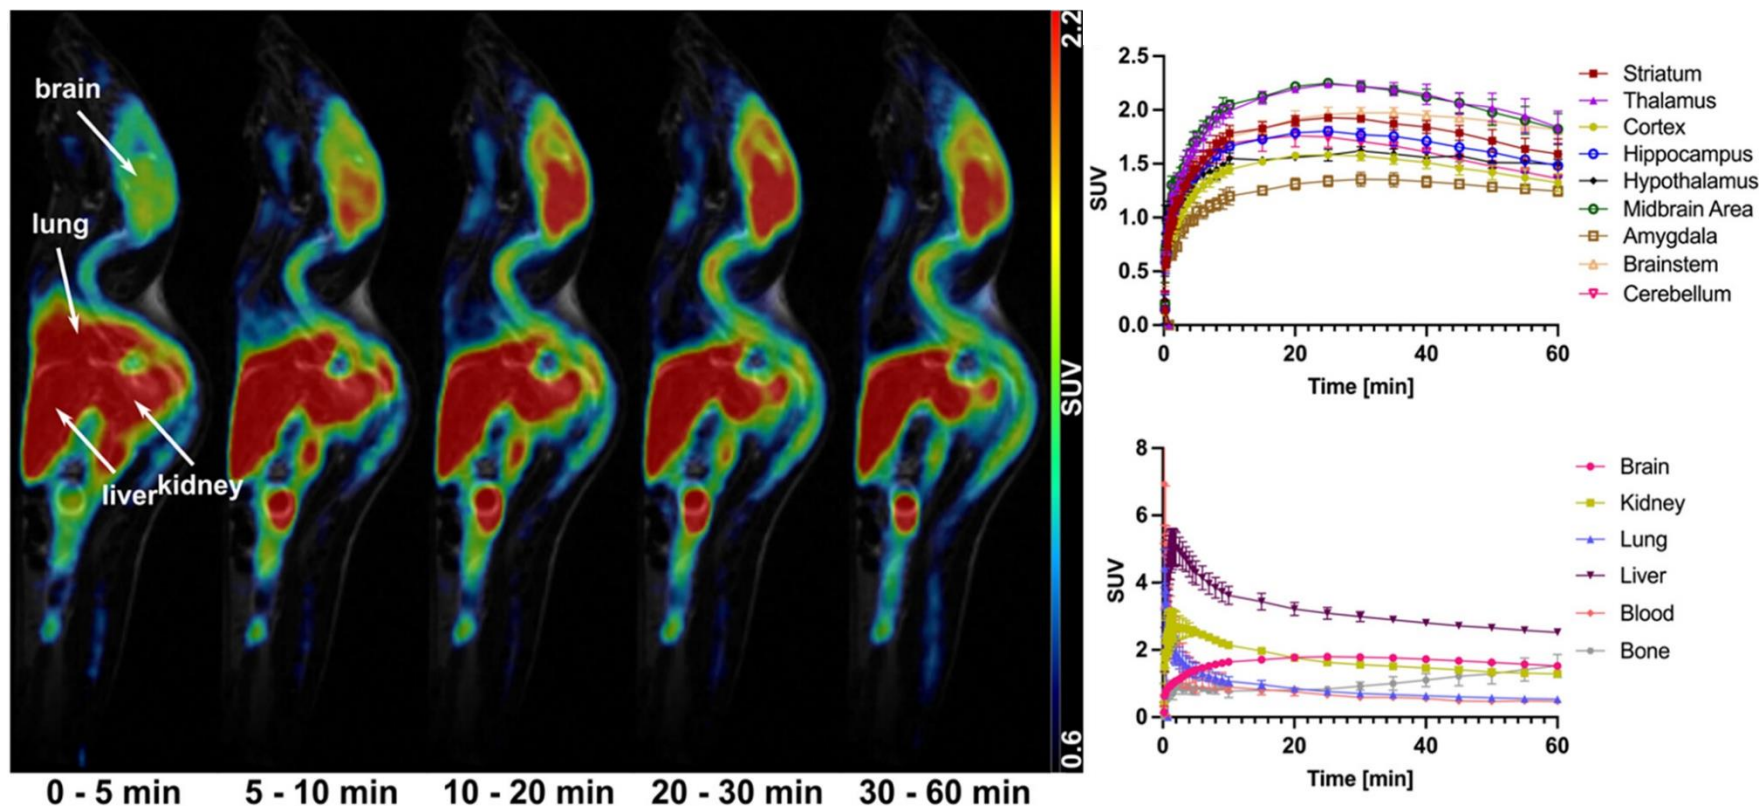 brain
lung
liver
kidney
0 - 5 min
5 - 10 min
10 - 20 min
20 - 30 min
30 - 60 min
2.2
SUV
0.6
2.5
2.0
1.5
1.0
0.5
0.0
SUV
0
20
40
60
Time [min]
Striatum
Thalamus
Cortex
Hippocampus
Hypothalamus
Midbrain Area
Amygdala
Brainstem
Cerebellum
8
6
4
2
0
SUV
0
20
40
60
Time [min]
Brain
Kidney
Lung
Liver
Blood
Bone